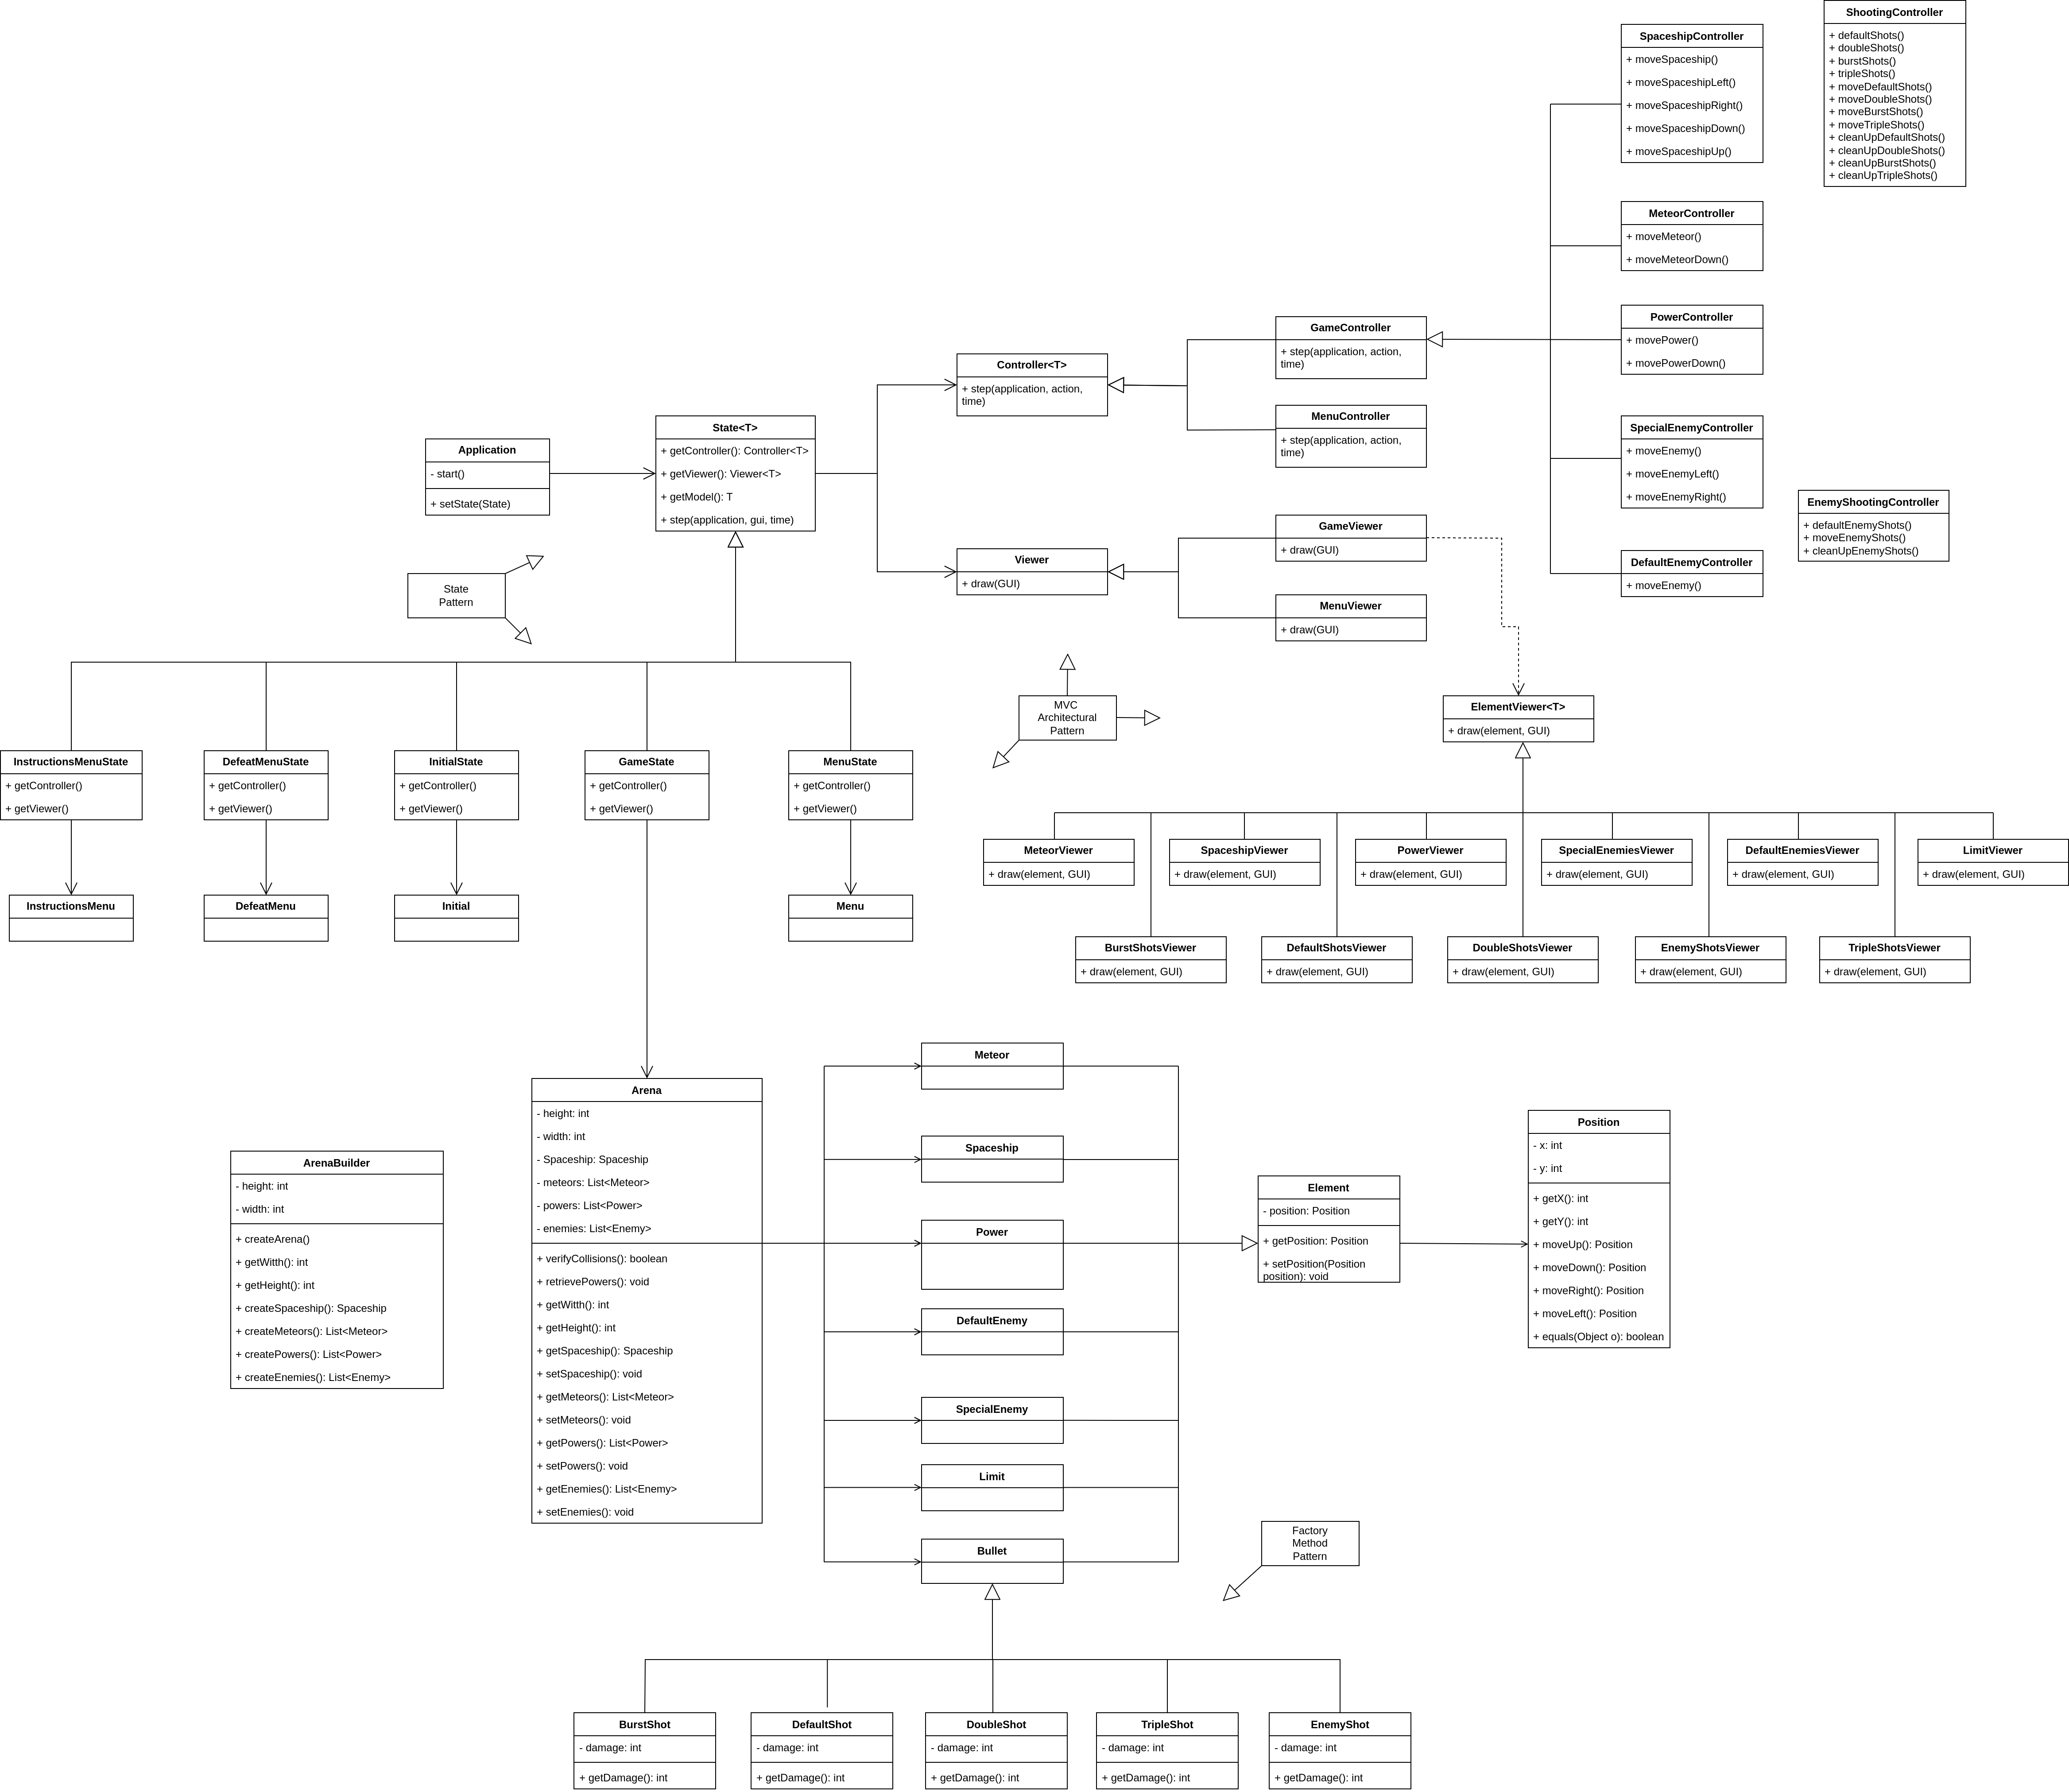 ShootingController
+ defaultShots()
+ doubleShots()
+ burstShots()
+ tripleShots()
+ moveDefaultShots()
+ moveDoubleShots()
+ moveBurstShots()
+ moveTripleShots()
+ cleanUpDefaultShots()
+ cleanUpDoubleShots()
+ cleanUpBurstShots()
+ cleanUpTripleShots()
SpaceshipController
+ moveSpaceship()
+ moveSpaceshipLeft()
+ moveSpaceshipRight()
+ moveSpaceshipDown()
+ moveSpaceshipUp()
MeteorController
+ moveMeteor()
+ moveMeteorDown()
PowerController
+ movePower()
+ movePowerDown()
GameController
+ step(application, action,
time)
Controller<T>
+ step(application, action,
time)
MenuController
+ step(application, action,
time)
State<T>
+ getController(): Controller<T>
+ getViewer(): Viewer<T>
+ getModel(): T
+ step(application, gui, time)
Application
- start()
+ setState(State)
SpecialEnemyController
+ moveEnemy()
+ moveEnemyLeft()
+ moveEnemyRight()
EnemyShootingController
+ defaultEnemyShots()
+ moveEnemyShots()
+ cleanUpEnemyShots()
GameViewer
+ draw(GUI)
Viewer
+ draw(GUI)
DefaultEnemyController
+ moveEnemy()
State
Pattern
MenuViewer
+ draw(GUI)
MVC
Architectural
Pattern
ElementViewer<T>
+ draw(element, GUI)
InstructionsMenuState
+ getController()
+ getViewer()
DefeatMenuState
+ getController()
+ getViewer()
InitialState
+ getController()
+ getViewer()
GameState
+ getController()
+ getViewer()
MenuState
+ getController()
+ getViewer()
MeteorViewer
+ draw(element, GUI)
SpaceshipViewer
+ draw(element, GUI)
PowerViewer
+ draw(element, GUI)
SpecialEnemiesViewer
+ draw(element, GUI)
DefaultEnemiesViewer
+ draw(element, GUI)
LimitViewer
+ draw(element, GUI)
InstructionsMenu
DefeatMenu
Initial
Menu
BurstShotsViewer
+ draw(element, GUI)
DefaultShotsViewer
+ draw(element, GUI)
DoubleShotsViewer
+ draw(element, GUI)
EnemyShotsViewer
+ draw(element, GUI)
TripleShotsViewer
+ draw(element, GUI)
ArenaBuilder
- height: int
- width: int
+ createArena()
+ getWitth(): int
+ getHeight(): int
+ createSpaceship(): Spaceship
+ createMeteors(): List<Meteor>
+ createPowers(): List<Power>
+ createEnemies(): List<Enemy>
Arena
- height: int
- width: int
- Spaceship: Spaceship
- meteors: List<Meteor>
- powers: List<Power>
- enemies: List<Enemy>
+ verifyCollisions(): boolean
+ retrievePowers(): void
+ getWitth(): int
+ getHeight(): int
+ getSpaceship(): Spaceship
+ setSpaceship(): void
+ getMeteors(): List<Meteor>
+ setMeteors(): void
+ getPowers(): List<Power>
+ setPowers(): void
+ getEnemies(): List<Enemy>
+ setEnemies(): void
Meteor
Spaceship
Power
DefaultEnemy
SpecialEnemy
Limit
Bullet
Element
- position: Position
+ getPosition: Position
+ setPosition(Position
position): void
Position
- x: int
- y: int
+ getX(): int
+ getY(): int
+ moveUp(): Position
+ moveDown(): Position
+ moveRight(): Position
+ moveLeft(): Position
+ equals(Object o): boolean
Factory
Method
Pattern
BurstShot
- damage: int
+ getDamage(): int
DefaultShot
- damage: int
+ getDamage(): int
DoubleShot
- damage: int
+ getDamage(): int
TripleShot
- damage: int
+ getDamage(): int
EnemyShot
- damage: int
+ getDamage(): int